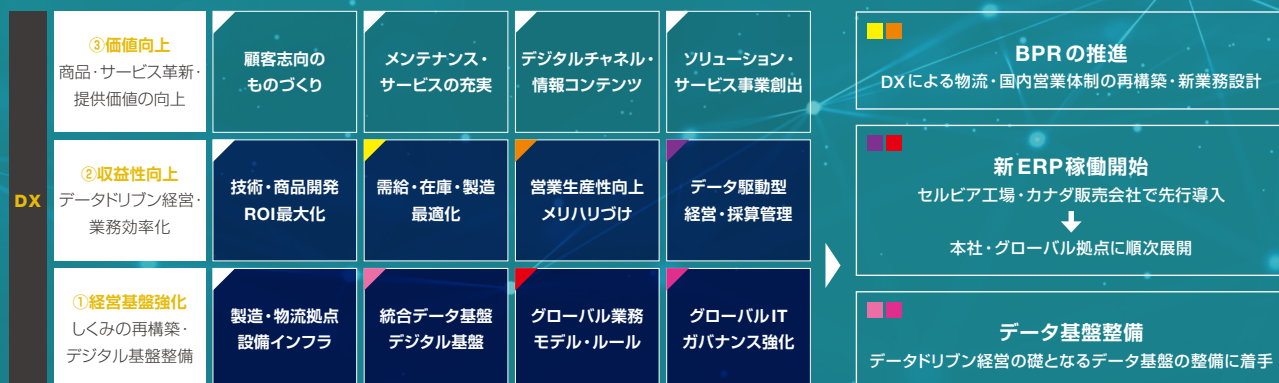 DX
③価値向上
商品・サービス革新・
提供価値の向上
顧客志向の
ものづくり
メンテナンス・
サービスの充実
デジタルチャネル・
情報コンテンツ
ソリューション・
サービス事業創出
②収益性向上
データドリブン経営・
業務効率化
技術・商品開発
ROI最大化
需給・在庫・製造
最適化
営業生産性向上
メリハリづけ
データ駆動型
経営・採算管理
①経営基盤強化
しくみの再構築・
デジタル基盤整備
製造・物流拠点
設備インフラ
統合データ基盤
デジタル基盤
グローバル業務
モデル・ルール
グローバルIT
ガバナンス強化
BPRの推進
DXによる物流・国内営業体制の再構築・新業務設計
新ERP稼働開始
セルビア工場・カナダ販売会社で先行導入
本社・グローバル拠点に順次展開
データ基盤整備
データドリブン経営の礎となるデータ基盤の整備に着手